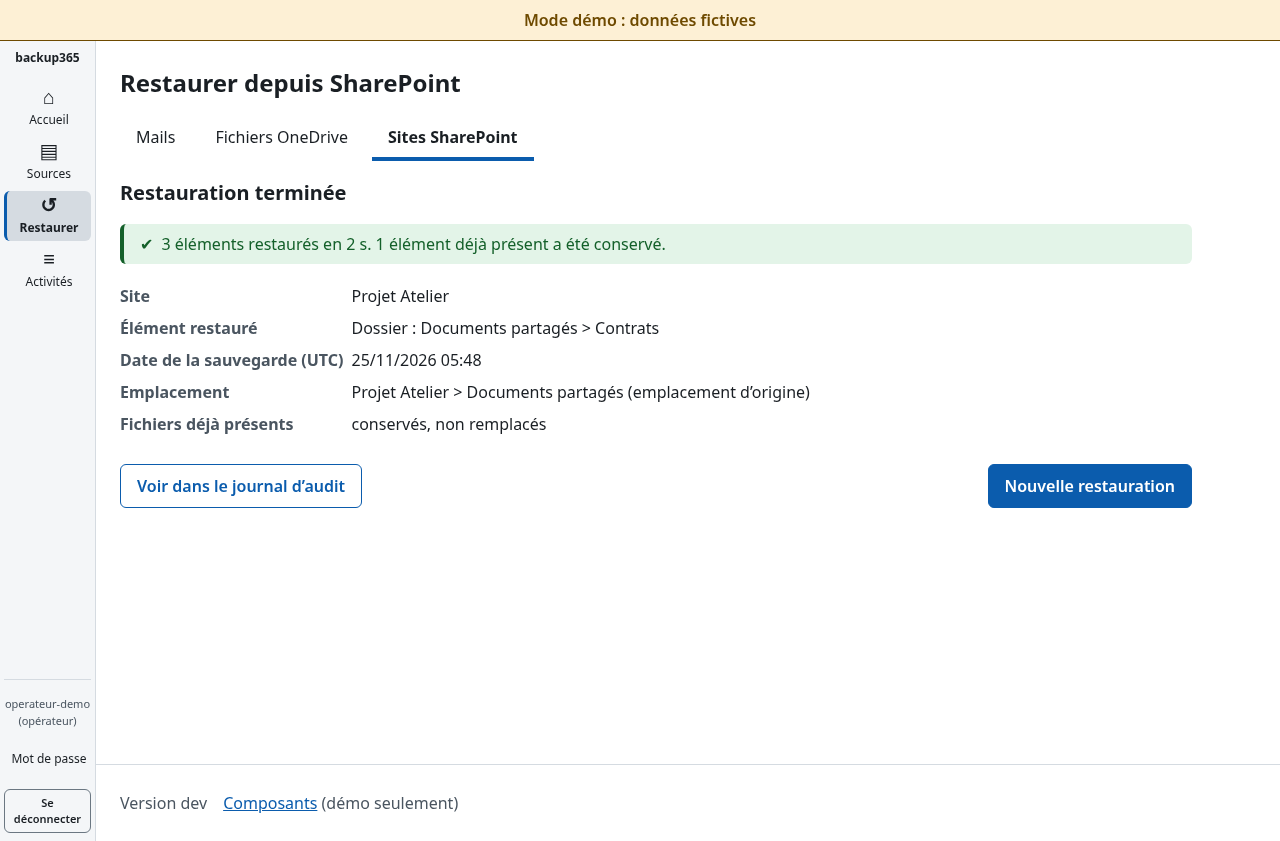 Mode démo : données fictives
backup365
Accueil
Sources
Restaurer
Activités
operateur-demo
(opérateur)
Mot de passe
Se
déconnecter
Restaurer depuis SharePoint
Mails
Fichiers OneDrive
Sites SharePoint
Restauration terminée
✔ 3 éléments restaurés en 2 s. 1 élément déjà présent a été conservé.
Site Projet Atelier
Élément restauré Dossier : Documents partagés > Contrats
Date de la sauvegarde (UTC) 25/11/2026 05:48
Emplacement Projet Atelier > Documents partagés (emplacement d’origine)
Fichiers déjà présents conservés, non remplacés
Voir dans le journal d’audit
Nouvelle restauration
Version dev Composants (démo seulement)